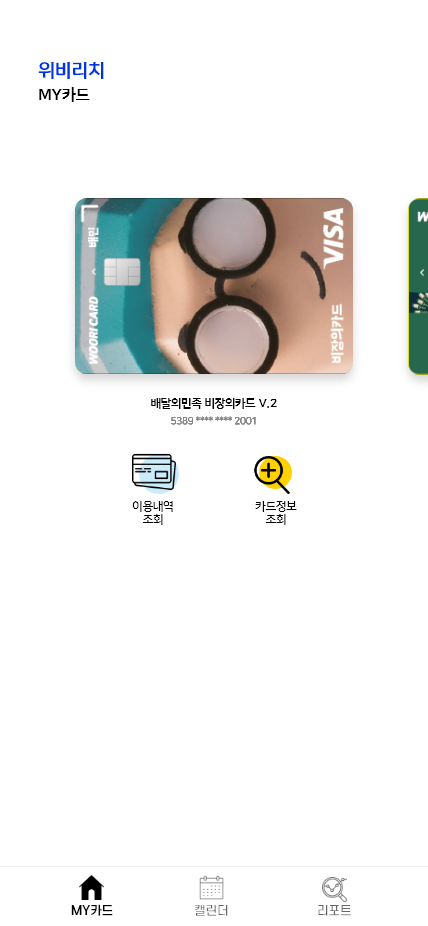 위비리치
MY카드
배민
WOORI CARD
VISA
비장의카드
W
배달의민족 비장의카드 V.2
5389 **** **** 2001
이용내역
조회
카드정보
조회
MY카드
캘린더
리포트